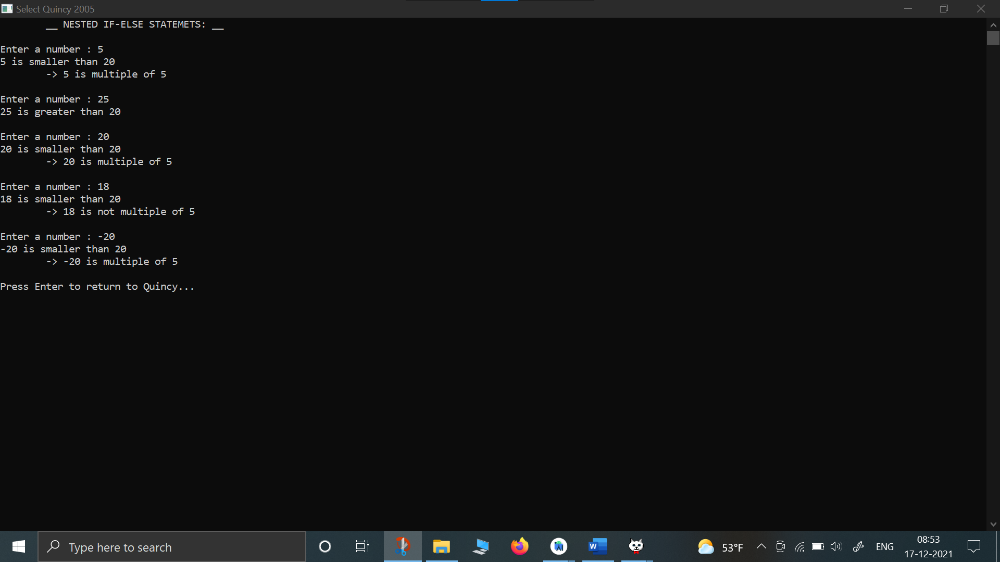 Select Quincy 2005
__ NESTED IF-ELSE STATEMETS: __
Enter a number : 5
5 is smaller than 20
-> 5 is multiple of 5
Enter a number : 25
25 is greater than 20
Enter a number : 20
20 is smaller than 20
-> 20 is multiple of 5
Enter a number : 18
18 is smaller than 20
-> 18 is not multiple of 5
Enter a number : -20
-20 is smaller than 20
-> -20 is multiple of 5
Press Enter to return to Quincy...
Type here to search
W
53°F
ENG
08:53
17-12-2021